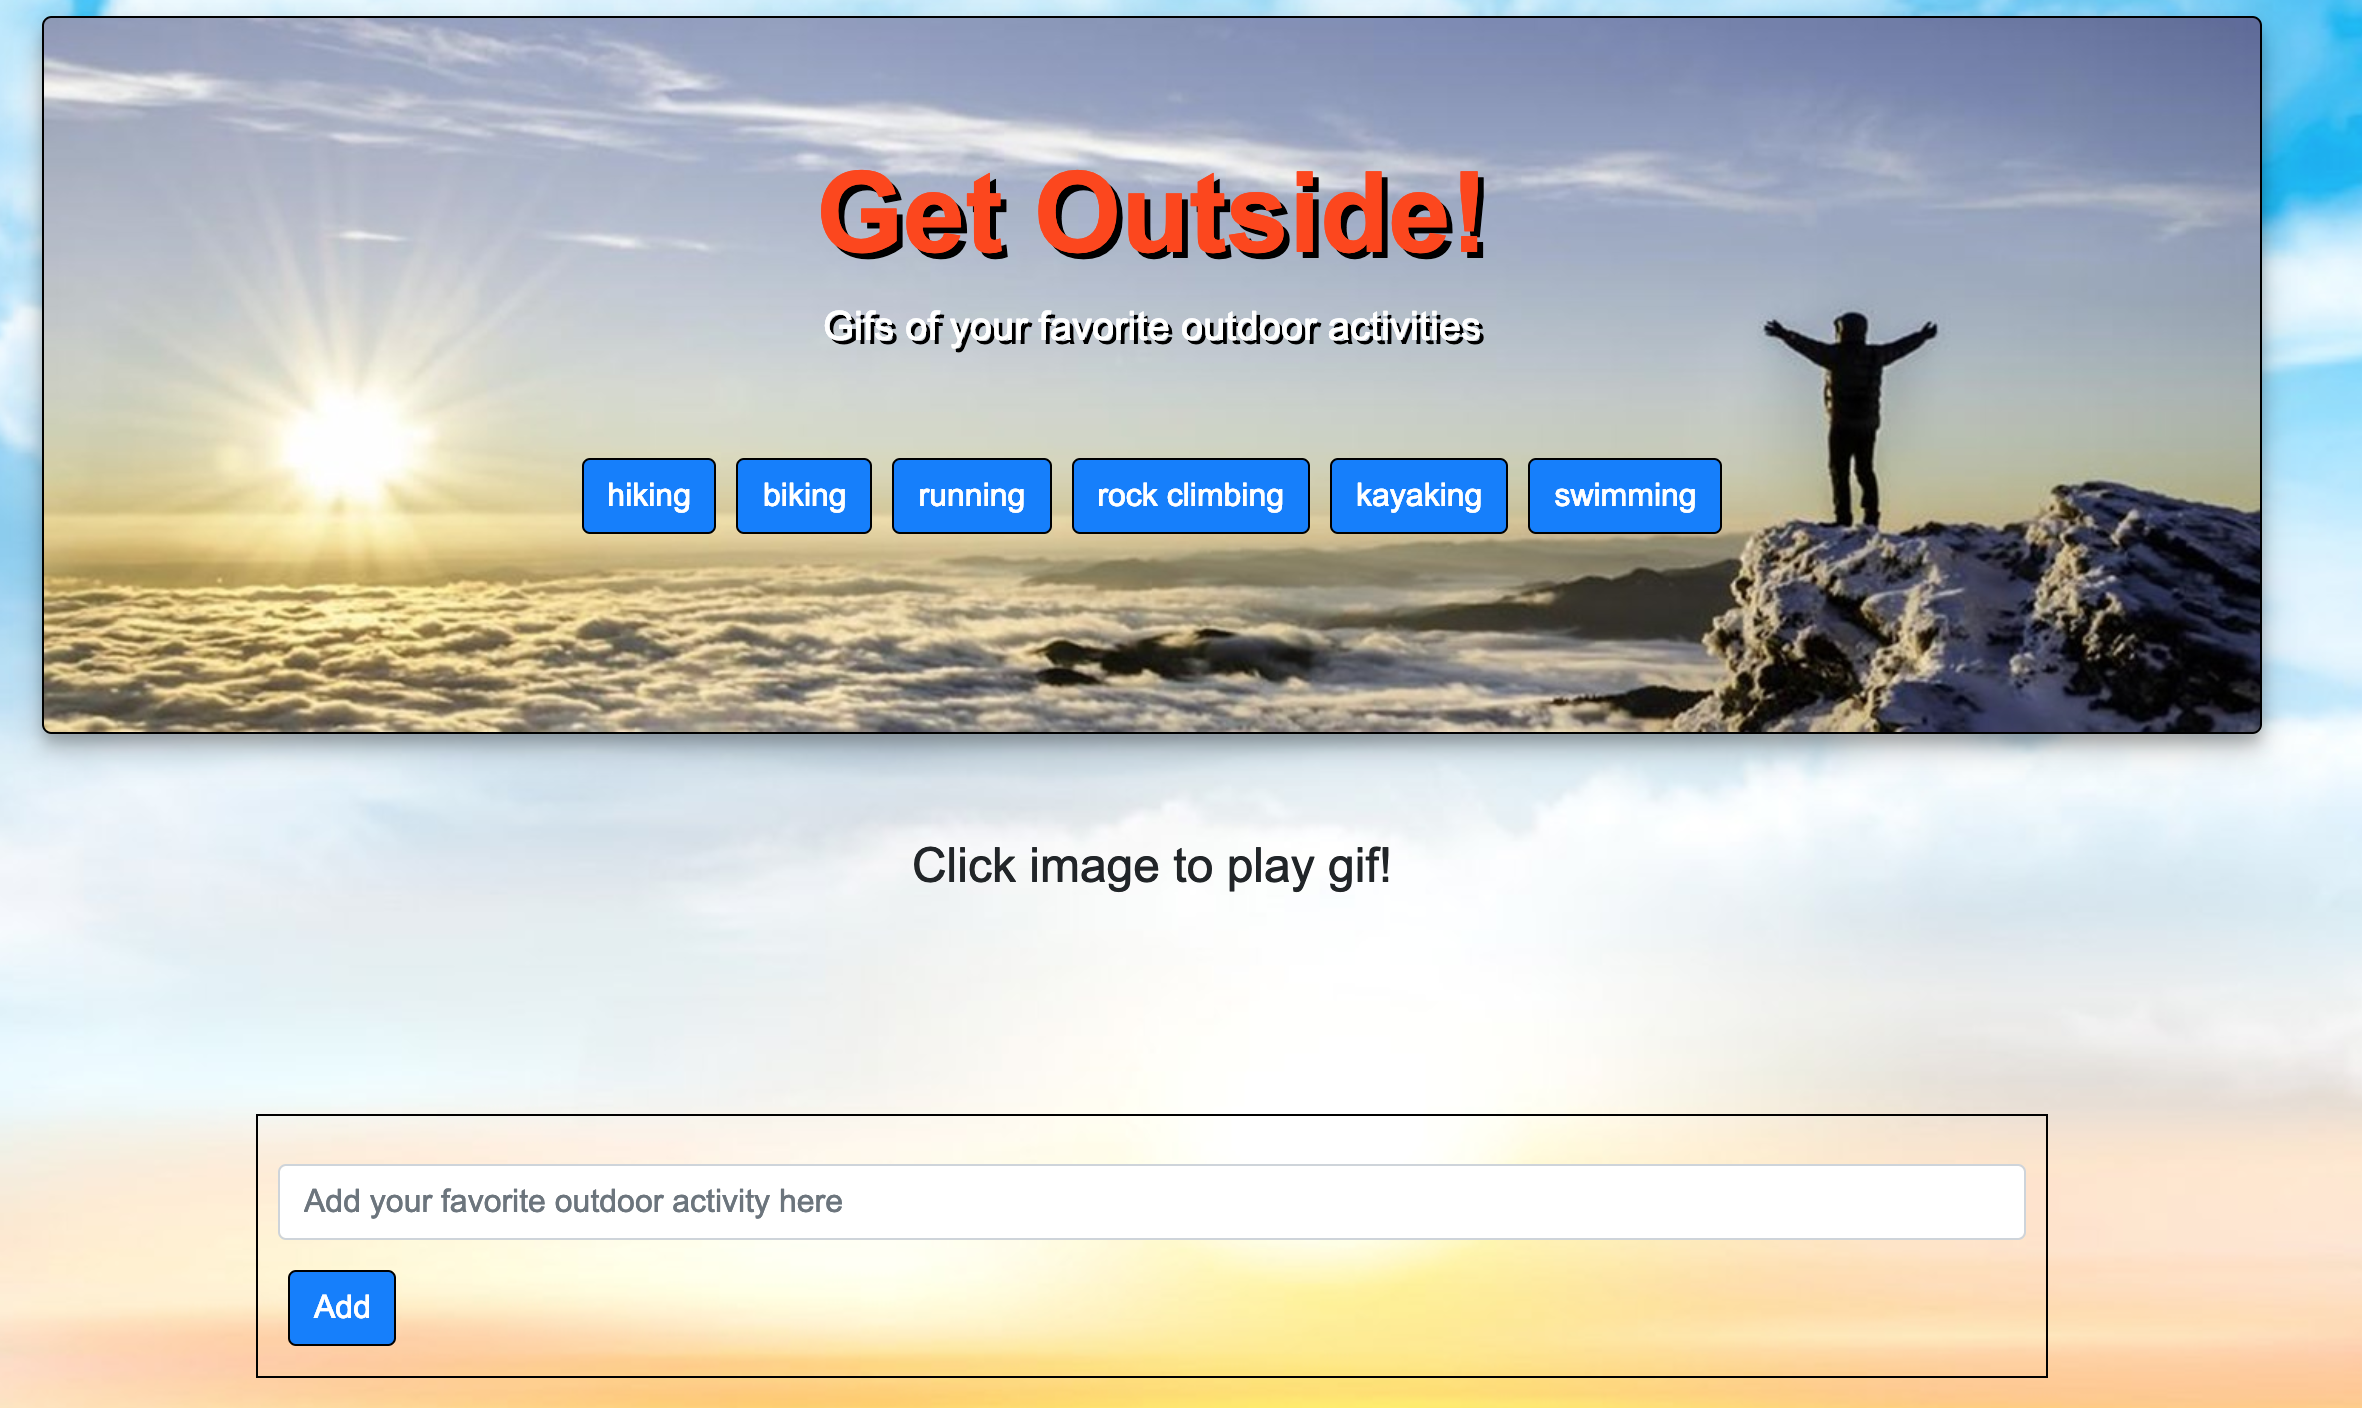 Get Outside!
Gifs of your favorite outdoor activities
hiking biking running rock climbing kayaking swimming
Click image to play gif!
Add your favorite outdoor activity here
Add